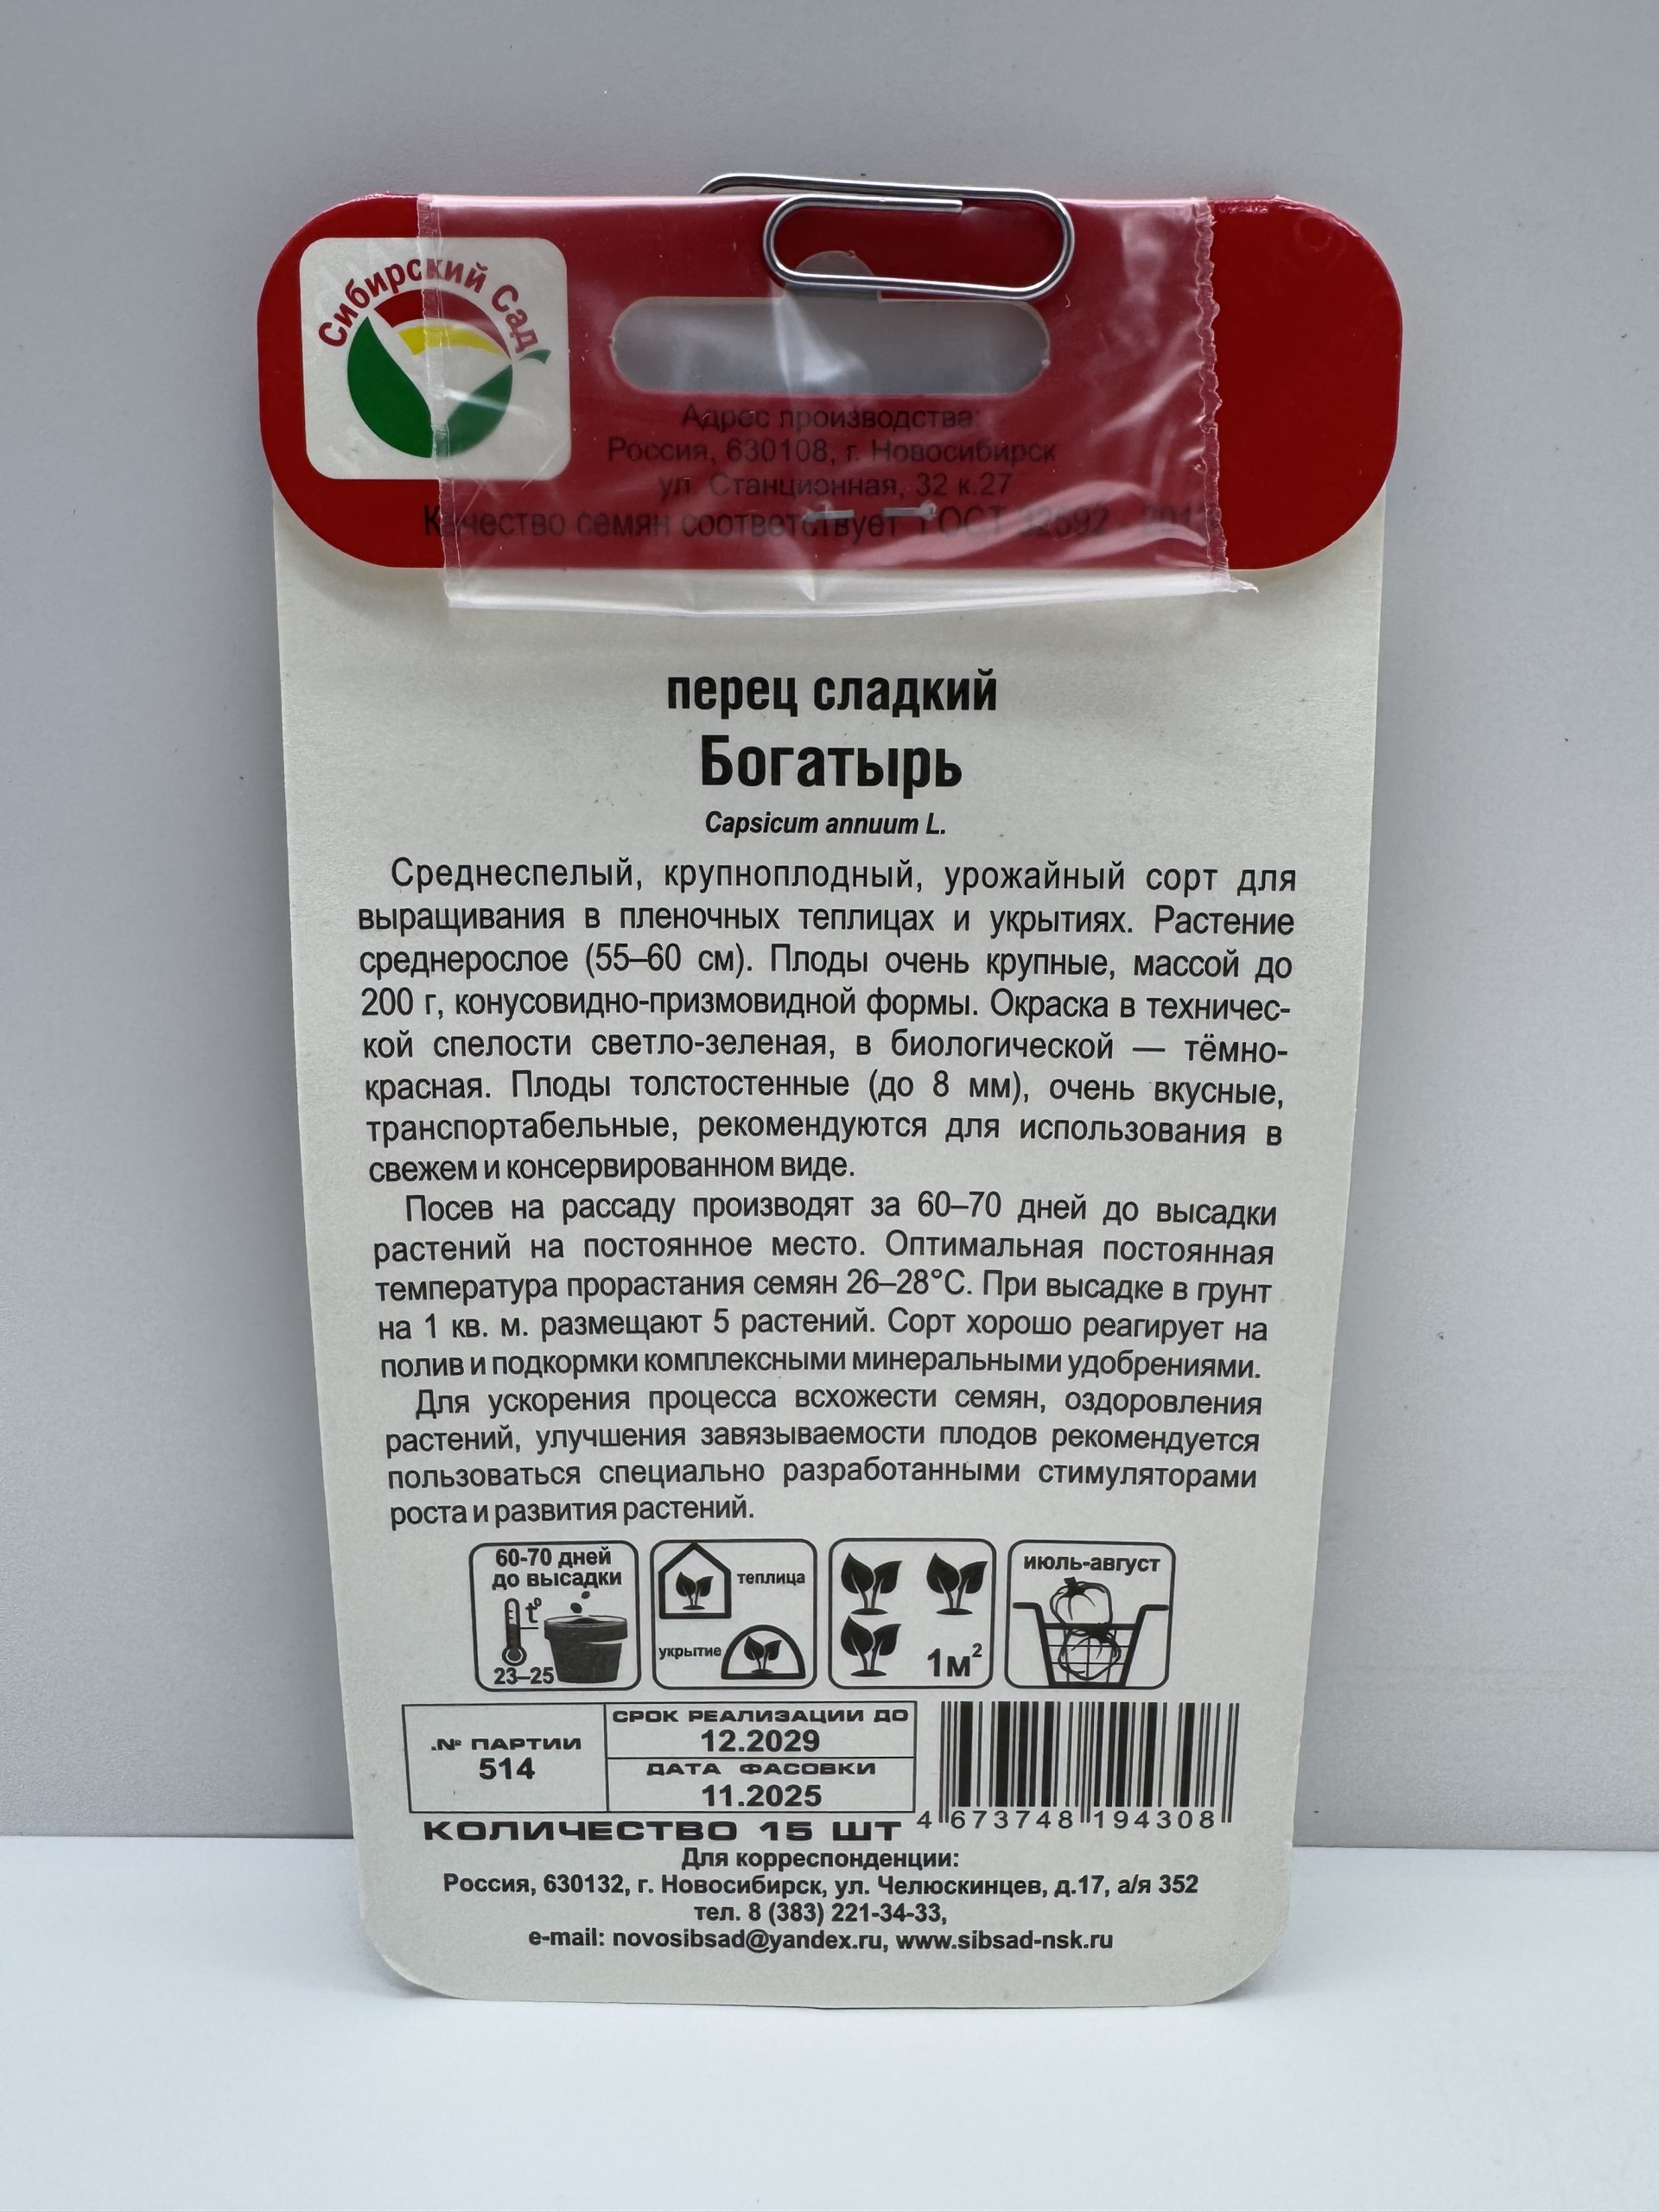 Сибирский Сад
Адрес производства:
Россия, 630108, г. Новосибирск
ул. Станционная, 32 к.27
Качество семян соответствует ГОСТ 32592 -
перец сладкий
Богатырь
Capsicum annuum L.
Среднеспелый, крупноплодный, урожайный сорт для
выращивания в пленочных теплицах и укрытиях. Растение
среднерослое (55–60 см). Плоды очень крупные, массой до
200 г, конусовидно-призмовидной формы. Окраска в техничес-
кой спелости светло-зеленая, в биологической — тёмно-
красная. Плоды толстостенные (до 8 мм), очень вкусные,
транспортабельные, рекомендуются для использования в
свежем и консервированном виде.
Посев на рассаду производят за 60–70 дней до высадки
растений на постоянное место. Оптимальная постоянная
температура прорастания семян 26–28°С. При высадке в грунт
на 1 кв. м. размещают 5 растений. Сорт хорошо реагирует на
полив и подкормки комплексными минеральными удобрениями.
Для ускорения процесса всхожести семян, оздоровления
растений, улучшения завязываемости плодов рекомендуется
пользоваться специально разработанными стимуляторами
роста и развития растений.
60-70 дней
до высадки
t°
23–25
теплица
укрытие
1м²
июль-август
№ ПАРТИИ
514
СРОК РЕАЛИЗАЦИИ ДО
12.2029
ДАТА ФАСОВКИ
11.2025
4 673748 194308
КОЛИЧЕСТВО 15 ШТ
Для корреспонденции:
Россия, 630132, г. Новосибирск, ул. Челюскинцев, д.17, а/я 352
тел. 8 (383) 221-34-33,
e-mail: novosibsad@yandex.ru, www.sibsad-nsk.ru